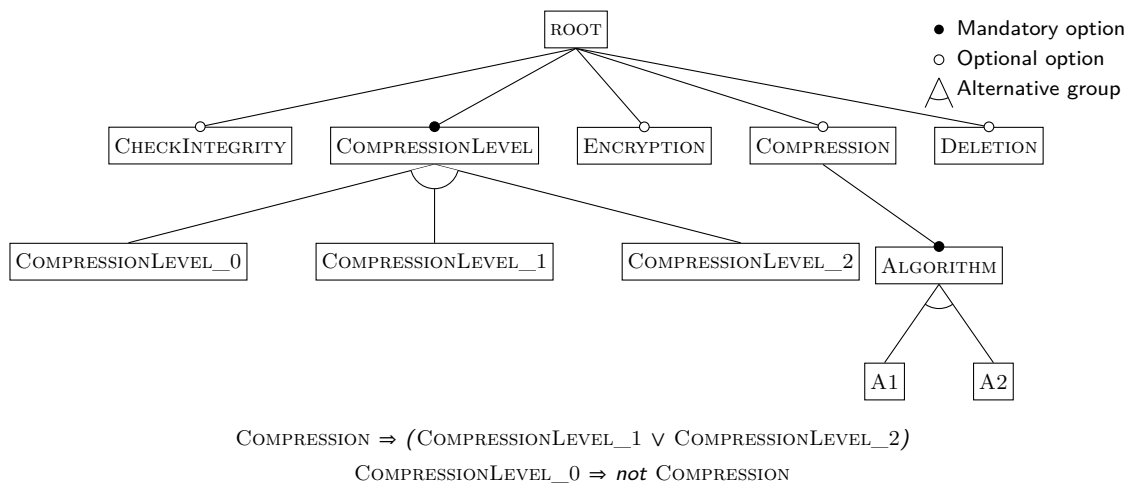 ROOT
Mandatory option
Optional option
Alternative group
CHECKINTEGRITY
COMPRESSIONLEVEL
ENCRYPTION
COMPRESSION
DELETION
COMPRESSIONLEVEL_0
COMPRESSIONLEVEL_1
COMPRESSIONLEVEL_2
ALGORITHM
A1
A2
COMPRESSION ⇒ (COMPRESSIONLEVEL_1 ∨ COMPRESSIONLEVEL_2)
COMPRESSIONLEVEL_0 ⇒ not COMPRESSION